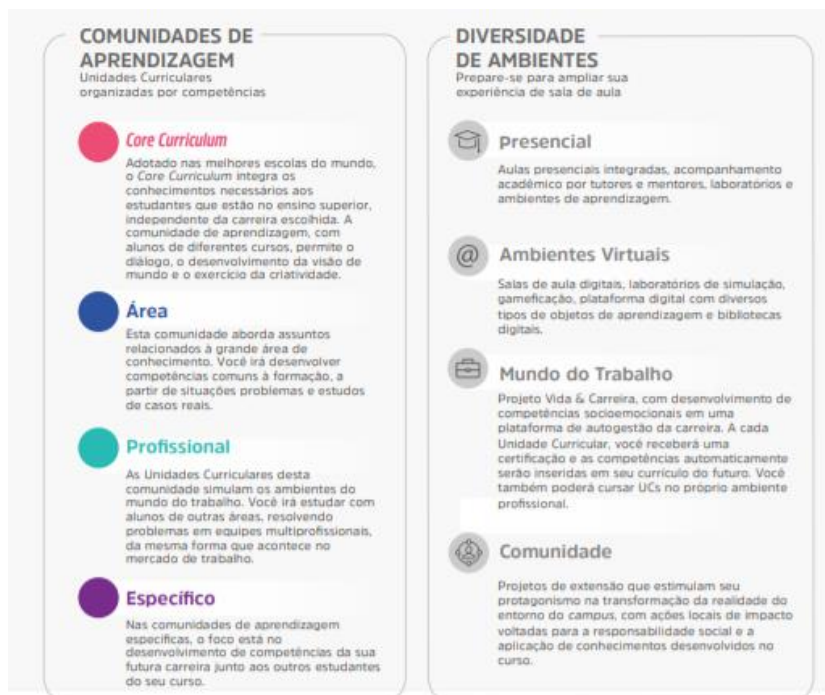 COMUNIDADES DE
APRENDIZAGEM
Unidades Curriculares
organizadas por competências
Core Curriculum
Adotado nas melhores escolas do mundo,
o Core Curriculum integra os
conhecimentos necessários aos
estudantes que estão no ensino superior,
independente da carreira escolhida. A
comunidade de aprendizagem, com
alunos de diferentes cursos, permite o
diálogo, o desenvolvimento da visão de
mundo e o exercício da criatividade.
Área
Esta comunidade aborda assuntos
relacionados à grande área de
conhecimento. Você irá desenvolver
competências comuns à formação, a
partir de situações problemas e estudos
de casos reais.
Profissional
As Unidades Curriculares desta
comunidade simulam os ambientes do
mundo do trabalho. Você irá estudar com
alunos de outras áreas, resolvendo
problemas em equipes multiprofissionais,
da mesma forma que acontece no
mercado de trabalho.
Específico
Nas comunidades de aprendizagem
específicas, o foco está no
desenvolvimento de competências da sua
futura carreira junto aos outros estudantes
do seu curso.
DIVERSIDADE
DE AMBIENTES
Prepare-se para ampliar sua
experiência de sala de aula
Presencial
Aulas presenciais integradas, acompanhamento
acadêmico por tutores e mentores, laboratórios e
ambientes de aprendizagem.
@ Ambientes Virtuais
Salas de aula digitais, laboratórios de simulação,
gameficação, plataforma digital com diversos
tipos de objetos de aprendizagem e bibliotecas
digitais.
Mundo do Trabalho
Projeto Vida & Carreira, com desenvolvimento de
competências socioemocionais em uma
plataforma de autogestão da carreira. A cada
Unidade Curricular, você receberá uma
certificação e as competências automaticamente
serão inseridas em seu currículo do futuro. Você
também poderá cursar UCs no próprio ambiente
profissional.
Comunidade
Projetos de extensão que estimulam seu
protagonismo na transformação da realidade do
entorno do campus, com ações locais de impacto
voltadas para a responsabilidade social e a
aplicação de conhecimentos desenvolvidos no
curso.